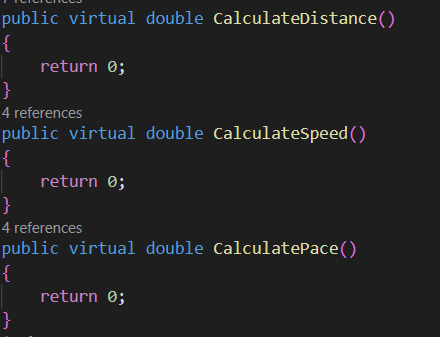 public virtual double CalculateDistance()
{
    return 0;
}
4 references
public virtual double CalculateSpeed()
{
    return 0;
}
4 references
public virtual double CalculatePace()
{
    return 0;
}